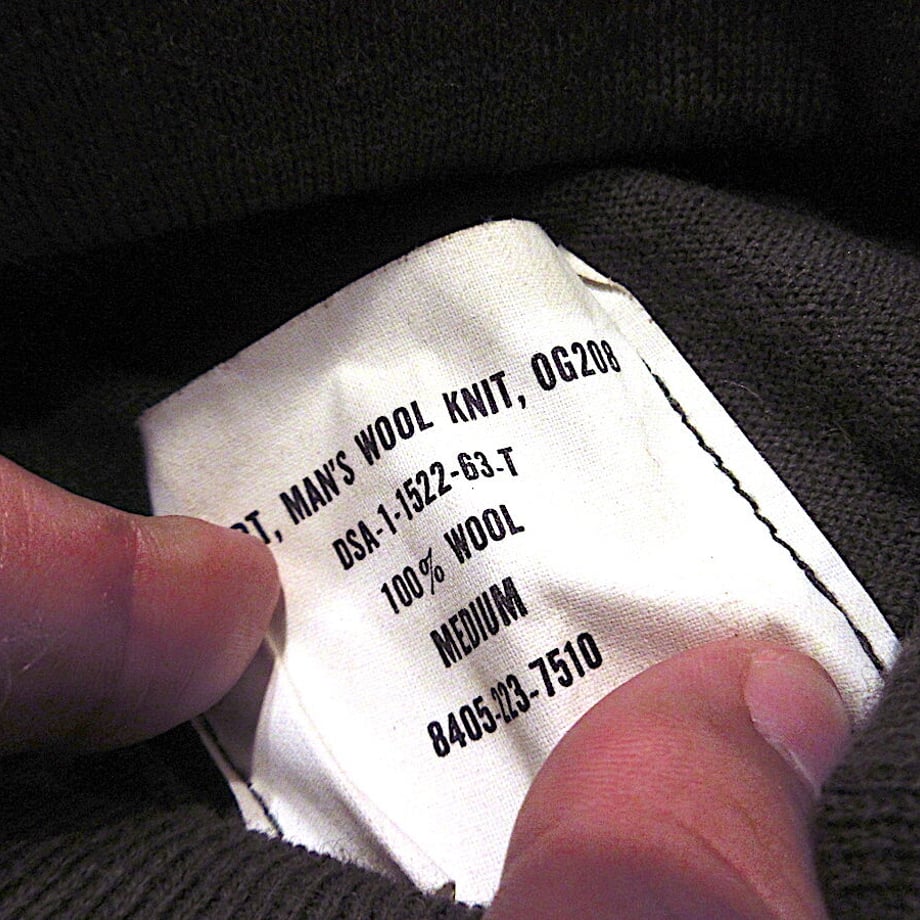 MAN'S WOOL KNIT, OG208
DSA-1-1522-63-T
100% WOOL
MEDIUM
8405-223-7510